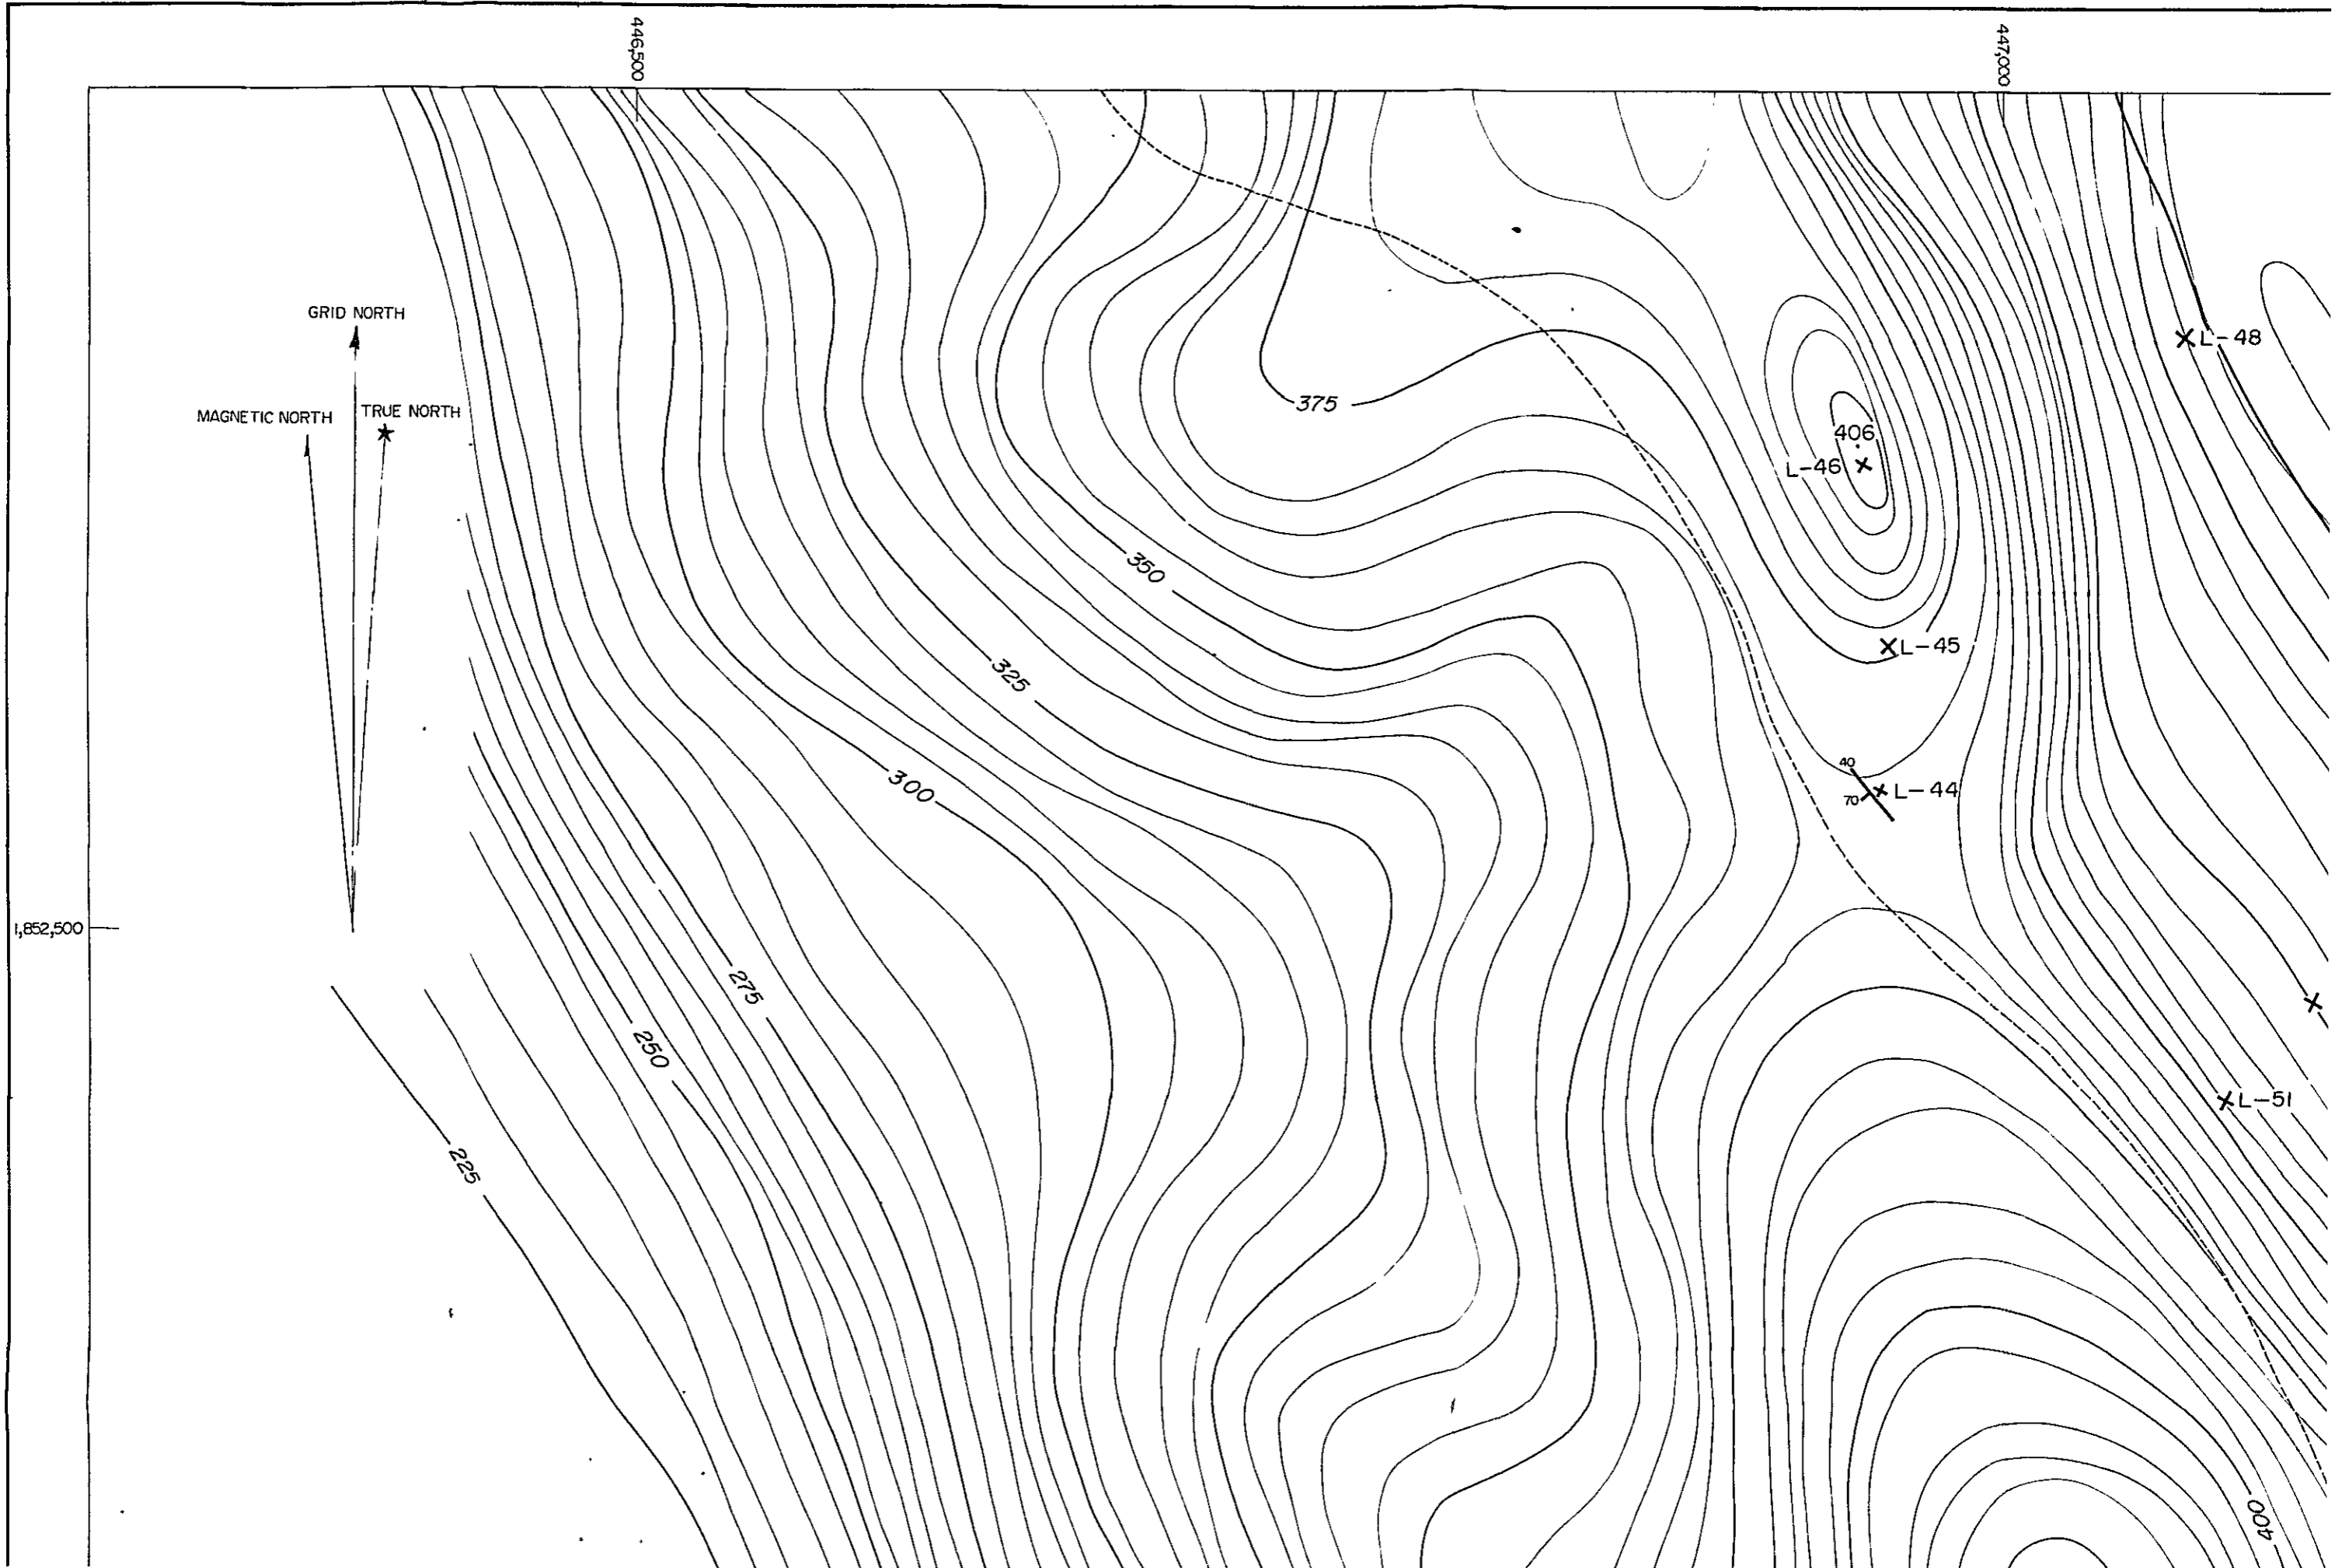 446,500
447,000
GRID NORTH
MAGNETIC NORTH
TRUE NORTH
L-48
375
406
L-46
350
L-45
325
300
40
70
L-44
1,852,500
275
250
L-51
225
400